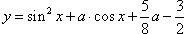 y = sin² x + a · cos x + 5/8 a − 3/2